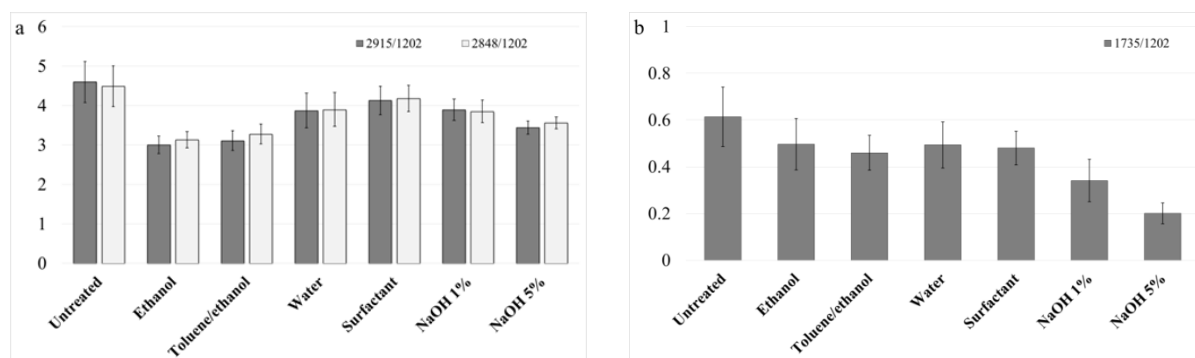 a
6
5
4
3
2
1
0
2915/1202 2848/1202
Untreated
Ethanol
Toluene/ethanol
Water
Surfactant
NaOH 1%
NaOH 5%
b
1
0.8
0.6
0.4
0.2
0
1735/1202
Untreated
Ethanol
Toluene/ethanol
Water
Surfactant
NaOH 1%
NaOH 5%